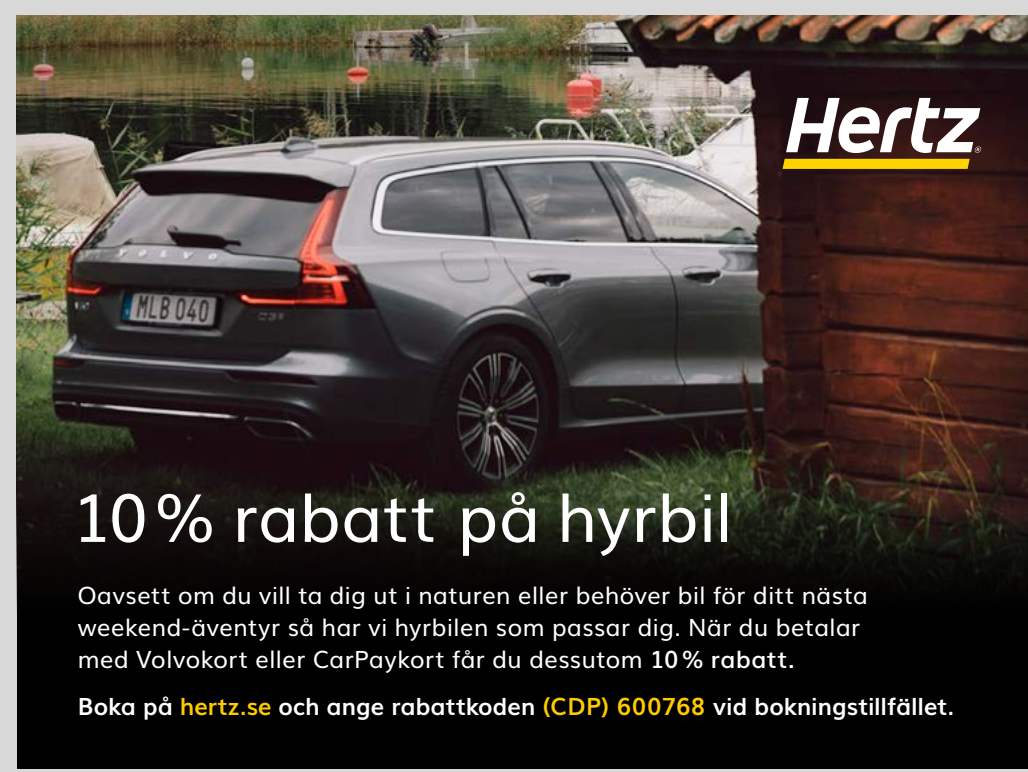 Hertz
VOLVO
MLB 040
10% rabatt på hyrbil
Oavsett om du vill ta dig ut i naturen eller behöver bil för ditt nästa
weekend-äventyr så har vi hyrbilen som passar dig. När du betalar
med Volvokort eller CarPaykort får du dessutom 10% rabatt.
Boka på hertz.se och ange rabattkoden (CDP) 600768 vid bokningstillfället.